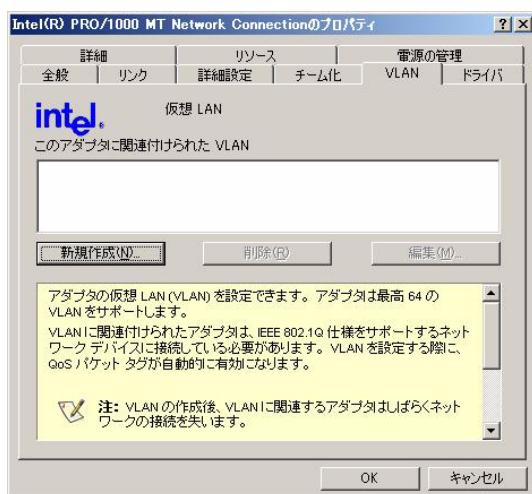 Intel(R) PRO/1000 MT Network Connectionのプロパティ
詳細 リソース 電源の管理
全般 リンク 詳細設定 チーム化 VLAN ドライバ
intel®
仮想 LAN
このアダプタに関連付けられた VLAN
新規作成(N)... 削除(R) 編集(M)...
アダプタの仮想 LAN (VLAN) を設定できます。アダプタは最高 64 の
VLAN をサポートします。
VLAN に関連付けられたアダプタは、IEEE 802.1Q 仕様をサポートするネット
ワーク デバイスに接続している必要があります。VLAN を設定する際に、
QoS パケット タグが自動的に有効になります。
注: VLAN の作成後、VLAN に関連するアダプタはしばらくネット
ワークの接続を失います。
OK キャンセル